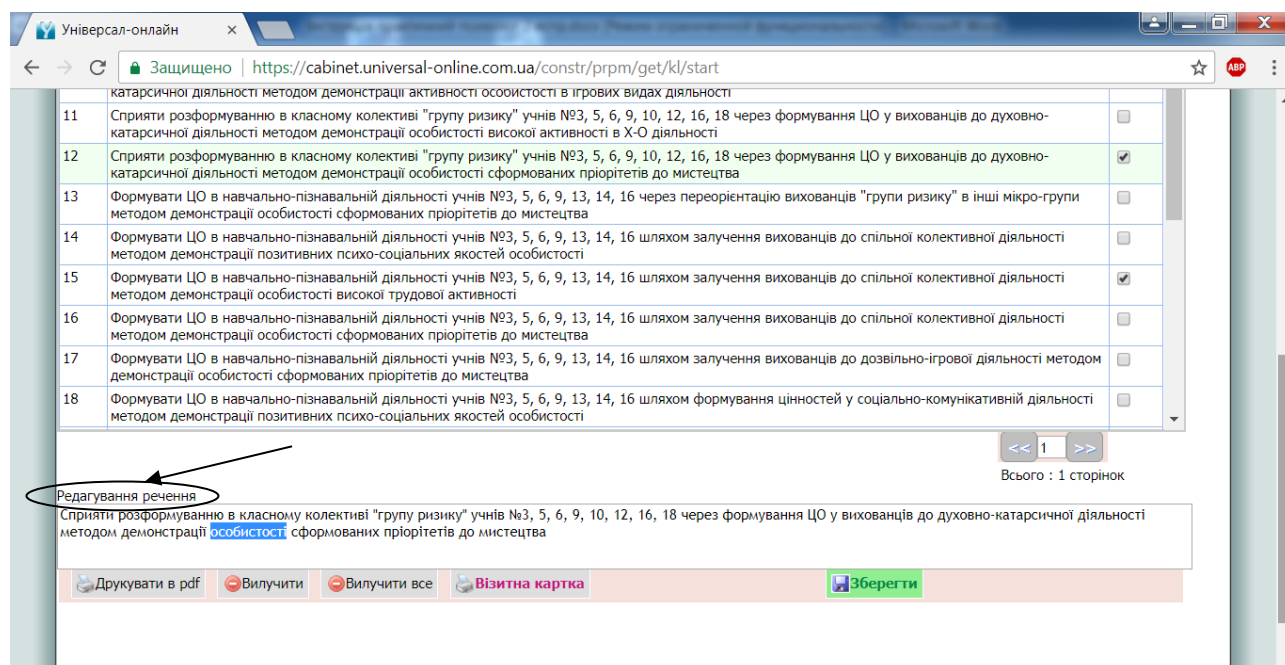 Універсал-онлайн
Защищено | https://cabinet.universal-online.com.ua/constr/prpm/get/kl/start
ABP
катарсичної діяльності методом демонстрації активності особистості в ігрових видах діяльності
11 Сприяти розформуванню в класному колективі "групу ризику" учнів №3, 5, 6, 9, 10, 12, 16, 18 через формування ЦО у вихованців до духовно-
катарсичної діяльності методом демонстрації особистості високої активності в Х-О діяльності
12 Сприяти розформуванню в класному колективі "групу ризику" учнів №3, 5, 6, 9, 10, 12, 16, 18 через формування ЦО у вихованців до духовно-
катарсичної діяльності методом демонстрації особистості сформованих пріорітетів до мистецтва
13 Формувати ЦО в навчально-пізнавальній діяльності учнів №3, 5, 6, 9, 13, 14, 16 через переорієнтацію вихованців "групи ризику" в інші мікро-групи
методом демонстрації особистості сформованих пріорітетів до мистецтва
14 Формувати ЦО в навчально-пізнавальній діяльності учнів №3, 5, 6, 9, 13, 14, 16 шляхом залучення вихованців до спільної колективної діяльності
методом демонстрації позитивних психо-соціальних якостей особистості
15 Формувати ЦО в навчально-пізнавальній діяльності учнів №3, 5, 6, 9, 13, 14, 16 шляхом залучення вихованців до спільної колективної діяльності
методом демонстрації особистості високої трудової активності
16 Формувати ЦО в навчально-пізнавальній діяльності учнів №3, 5, 6, 9, 13, 14, 16 шляхом залучення вихованців до спільної колективної діяльності
методом демонстрації особистості сформованих пріорітетів до мистецтва
17 Формувати ЦО в навчально-пізнавальній діяльності учнів №3, 5, 6, 9, 13, 14, 16 шляхом залучення вихованців до дозвільно-ігрової діяльності методом
демонстрації особистості сформованих пріорітетів до мистецтва
18 Формувати ЦО в навчально-пізнавальній діяльності учнів №3, 5, 6, 9, 13, 14, 16 шляхом формування цінностей у соціально-комунікативній діяльності
методом демонстрації позитивних психо-соціальних якостей особистості
<< 1 >>
Всього : 1 сторінок
Редагування речення
Сприяти розформуванню в класному колективі "групу ризику" учнів №3, 5, 6, 9, 10, 12, 16, 18 через формування ЦО у вихованців до духовно-катарсичної діяльності
методом демонстрації особистості сформованих пріорітетів до мистецтва
Друкувати в pdf Вилучити Вилучити все Візитна картка Зберегти